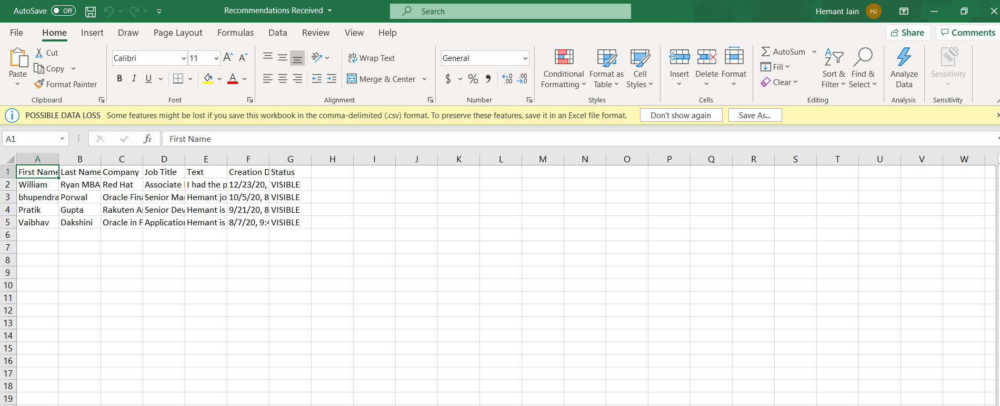 AutoSave Off Recommendations Received Search Hemant Jain HJ
File Home Insert Draw Page Layout Formulas Data Review View Help Share Comments
Paste Cut Copy Format Painter Clipboard
Calibri 11 B I U A Font
Wrap Text Merge & Center Alignment
General $ % Number
Conditional Formatting Format as Table Cell Styles Styles
Insert Delete Format Cells
AutoSum Fill Clear Sort & Filter Find & Select Editing
Analyze Data Analysis
Sensitivity Sensitivity
POSSIBLE DATA LOSS Some features might be lost if you save this workbook in the comma-delimited (.csv) format. To preserve these features, save it in an Excel file format. Don't show again Save As...
A1 fx First Name
A B C D E F G H I J K L M N O P Q R S T U V W
1 First Name Last Name Company Job Title Text Creation D Status
2 William Ryan MBA, Red Hat Associate I had the p 12/23/20, VISIBLE
3 bhupendra Porwal Oracle Fina Senior Mar Hemant jo 10/5/20, 8 VISIBLE
4 Pratik Gupta Rakuten As Senior Dev Hemant is 9/21/20, 8 VISIBLE
5 Vaibhav Dakshini Oracle in F Application Hemant is 8/7/20, 9:4 VISIBLE
6
7
8
9
10
11
12
13
14
15
16
17
18
19